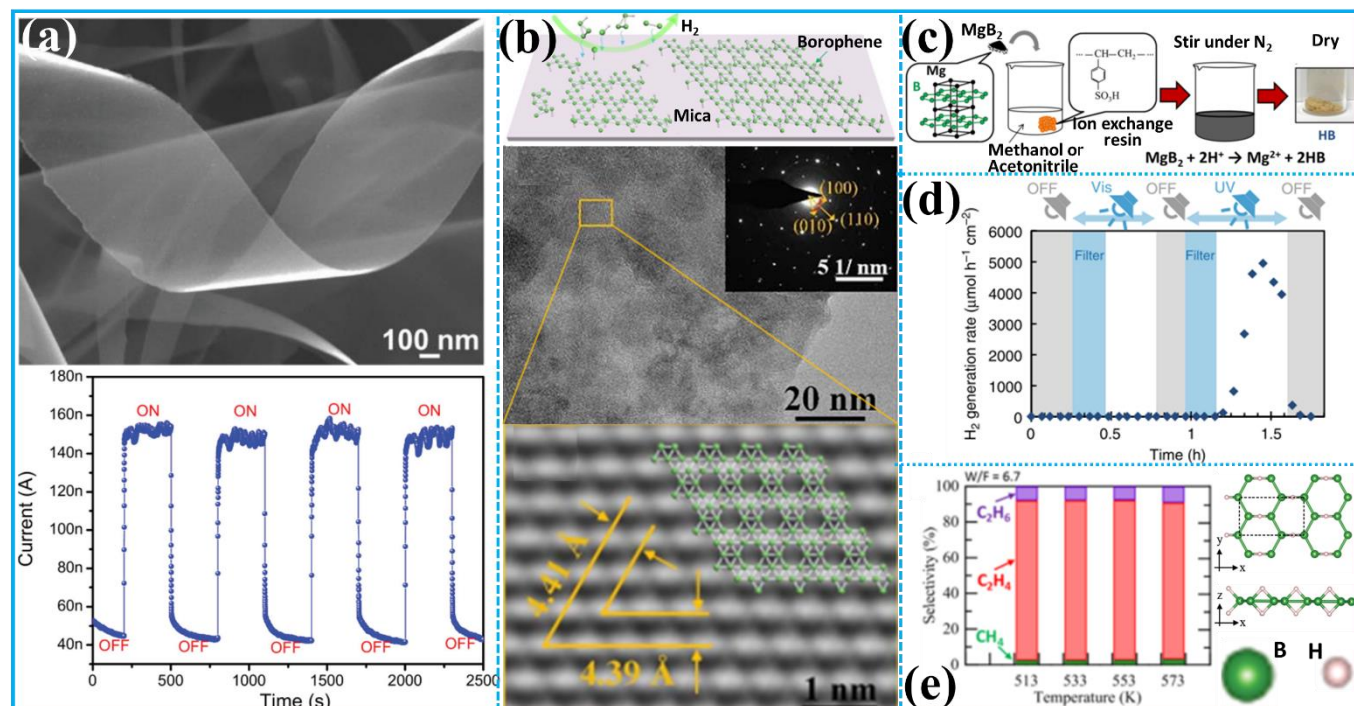 (a)
100 nm
180n
160n
140n
120n
100n
80n
60n
40n
Current (A)
ON
ON
ON
ON
OFF
OFF
OFF
OFF
OFF
0
500
1000
1500
2000
2500
Time (s)
(b)
H₂
Borophene
Mica
(100)
(010)
(110)
5 1/ nm
20 nm
4.41 Å
4.39 Å
1 nm
(c)
MgB₂
Mg
B
Methanol or
Acetonitrile
--- CH — CH₂ ---
SO₃H
Ion exchange
resin
Stir under N₂
Dry
HB
MgB₂ + 2H⁺ → Mg²⁺ + 2HB
(d)
OFF
Vis
OFF
UV
OFF
Filter
Filter
H₂ generation rate (μmol h⁻¹ cm⁻²)
6000
5000
4000
3000
2000
1000
0
0
0.5
1
1.5
Time (h)
(e)
W/F = 6.7
Selectivity (%)
100
80
60
40
20
0
C₂H₆
C₂H₄
CH₄
513
533
553
573
Temperature (K)
y
x
z
x
B
H